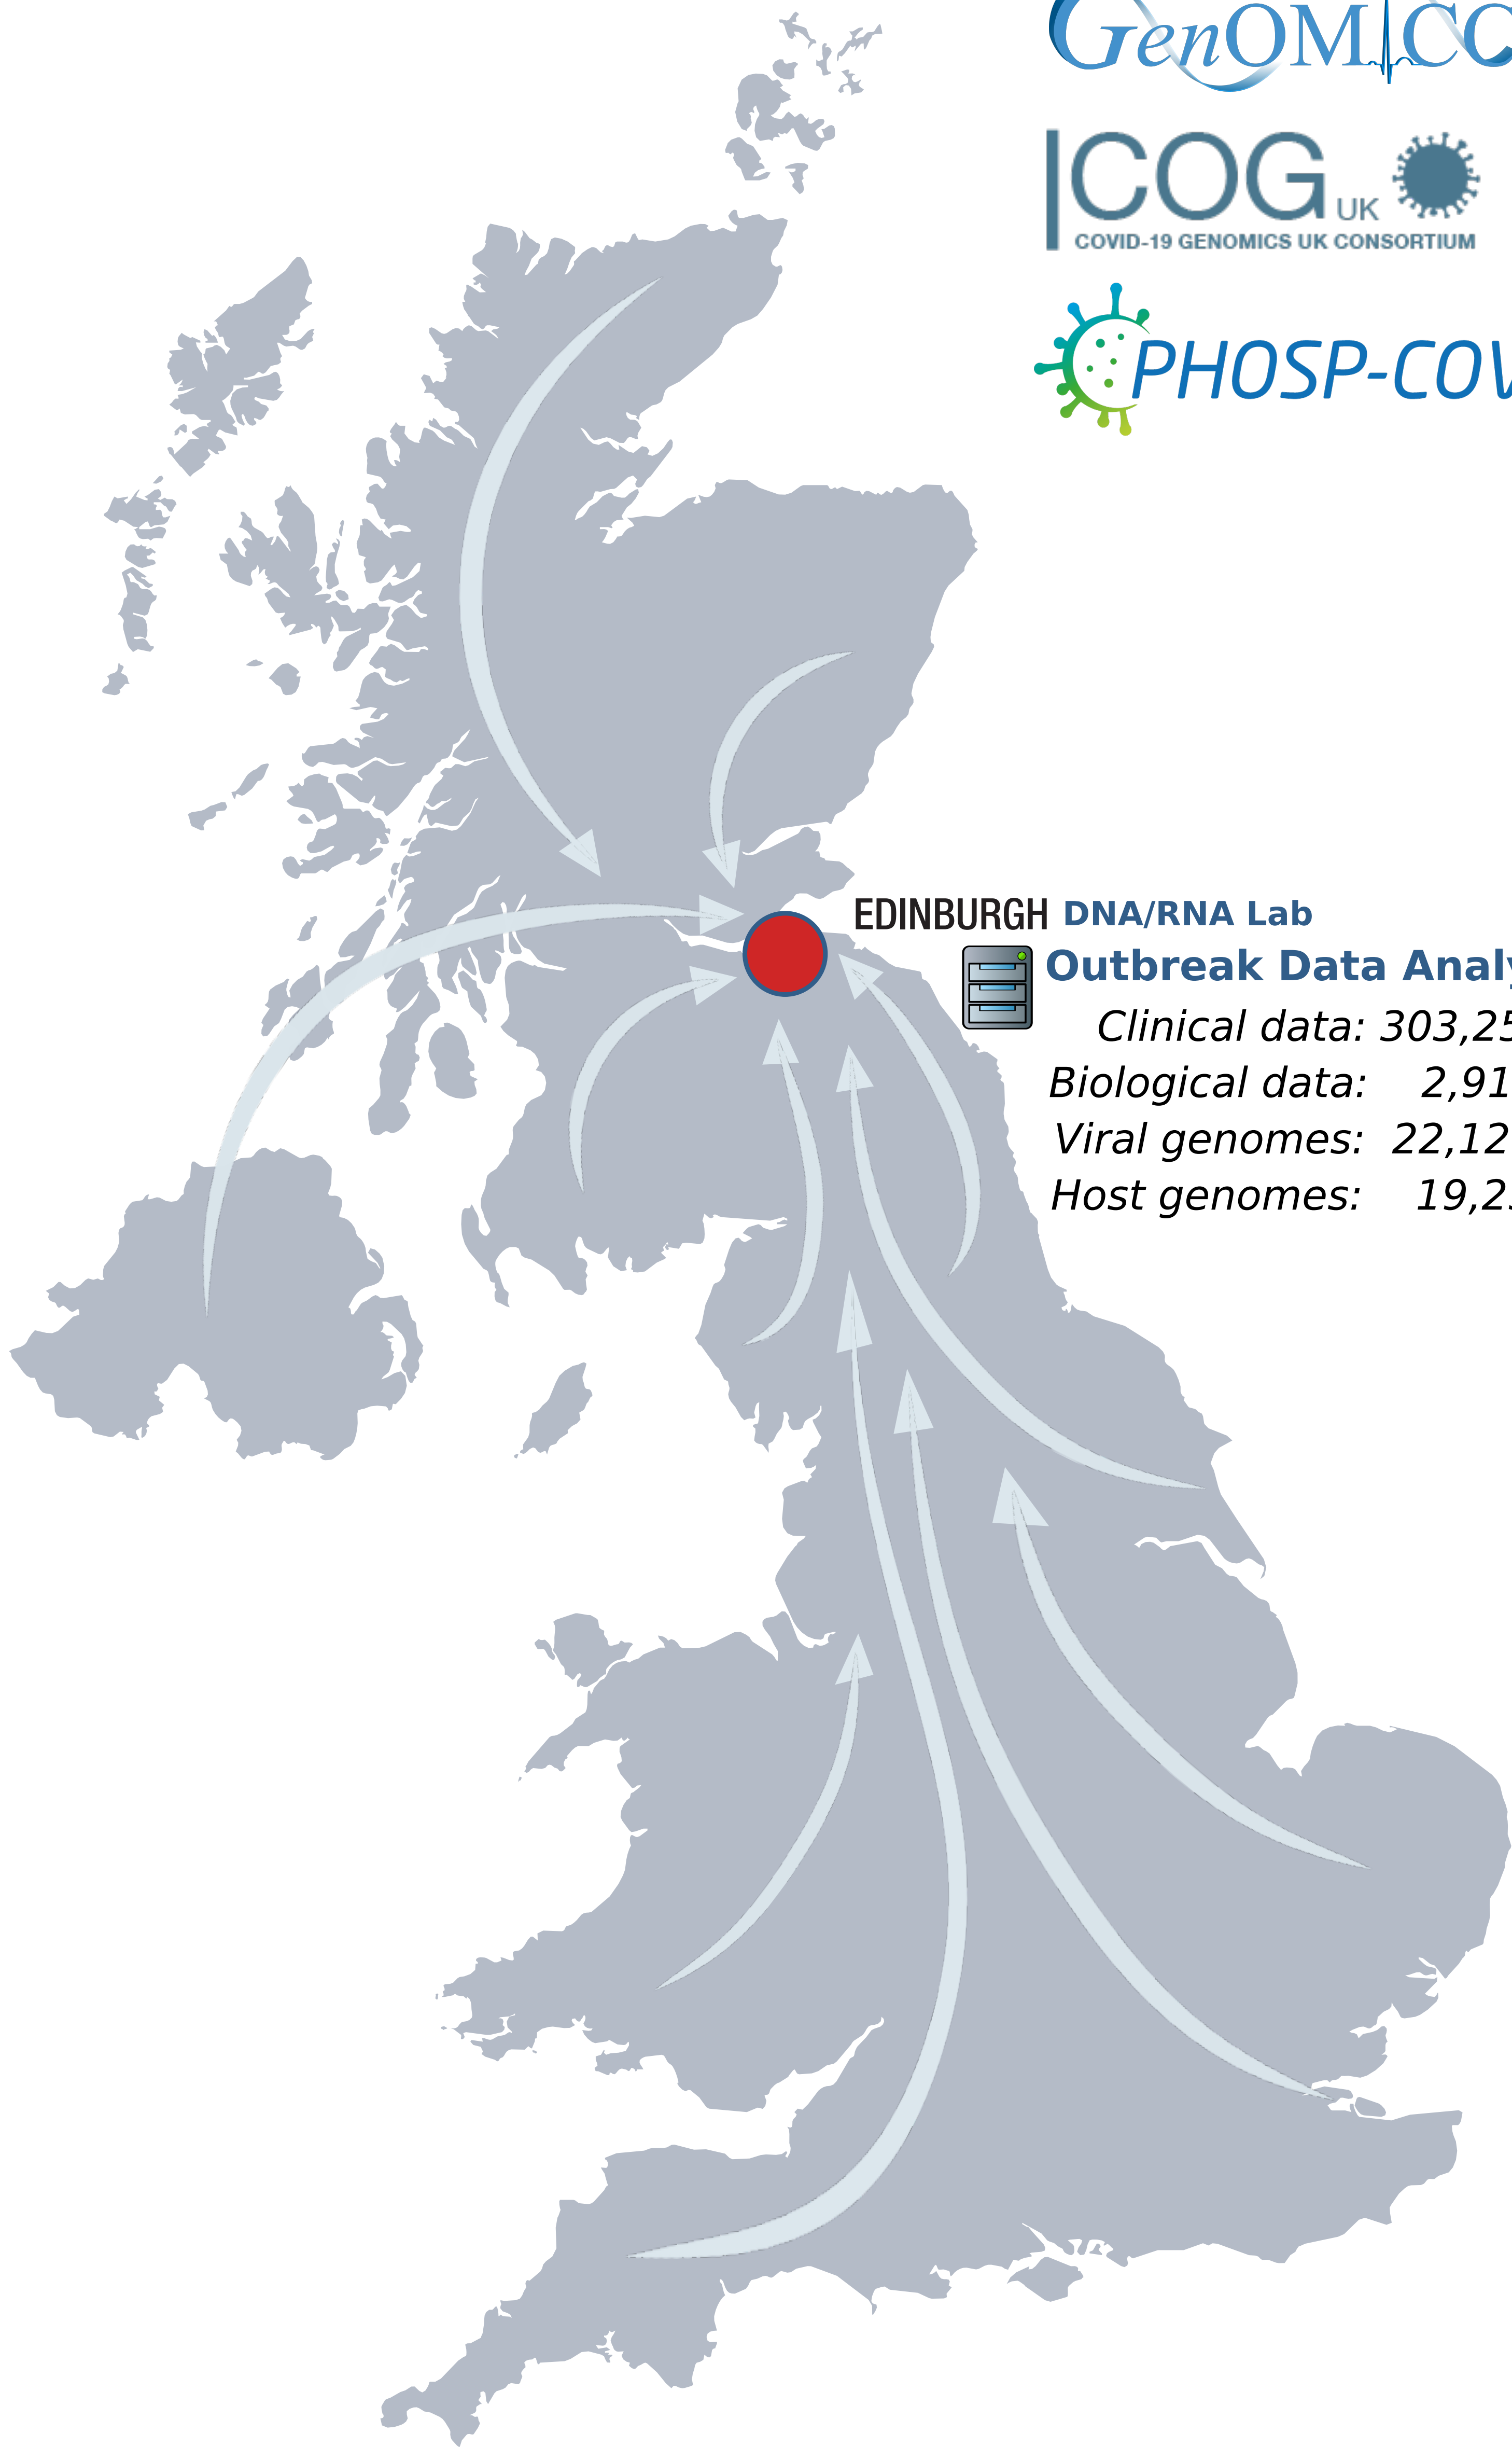 GenOMICC
COG UK
COVID-19 GENOMICS UK CONSORTIUM
PHOSP-COV
EDINBURGH DNA/RNA Lab
Outbreak Data Analy
Clinical data: 303,25
Biological data: 2,91
Viral genomes: 22,12
Host genomes: 19,2